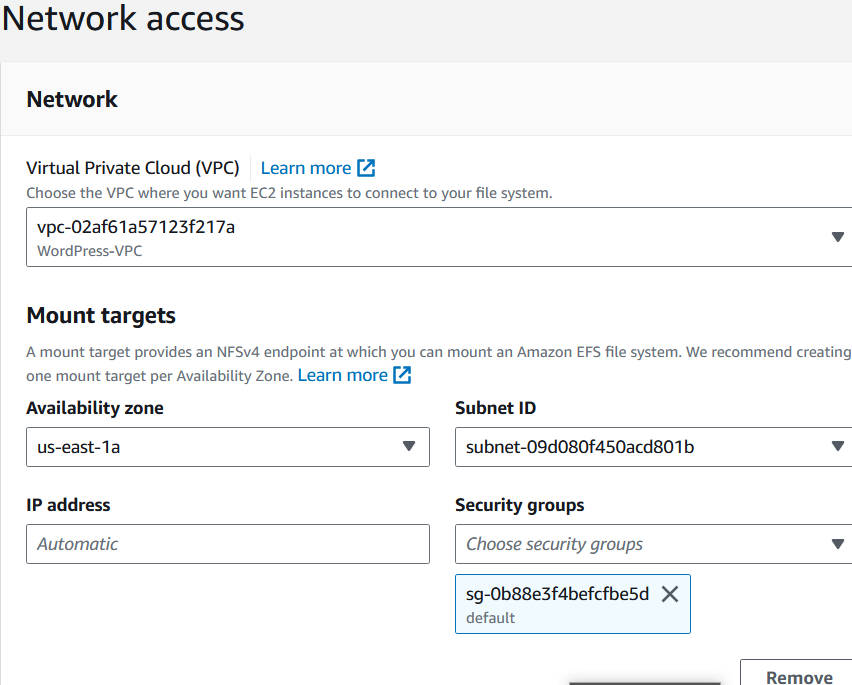 Network access
Network
Virtual Private Cloud (VPC) Learn more
Choose the VPC where you want EC2 instances to connect to your file system.
vpc-02af61a57123f217a
WordPress-VPC
Mount targets
A mount target provides an NFSv4 endpoint at which you can mount an Amazon EFS file system. We recommend creating
one mount target per Availability Zone. Learn more
Availability zone Subnet ID
us-east-1a subnet-09d080f450acd801b
IP address Security groups
Automatic Choose security groups
sg-0b88e3f4befcfbe5d
default
Remove